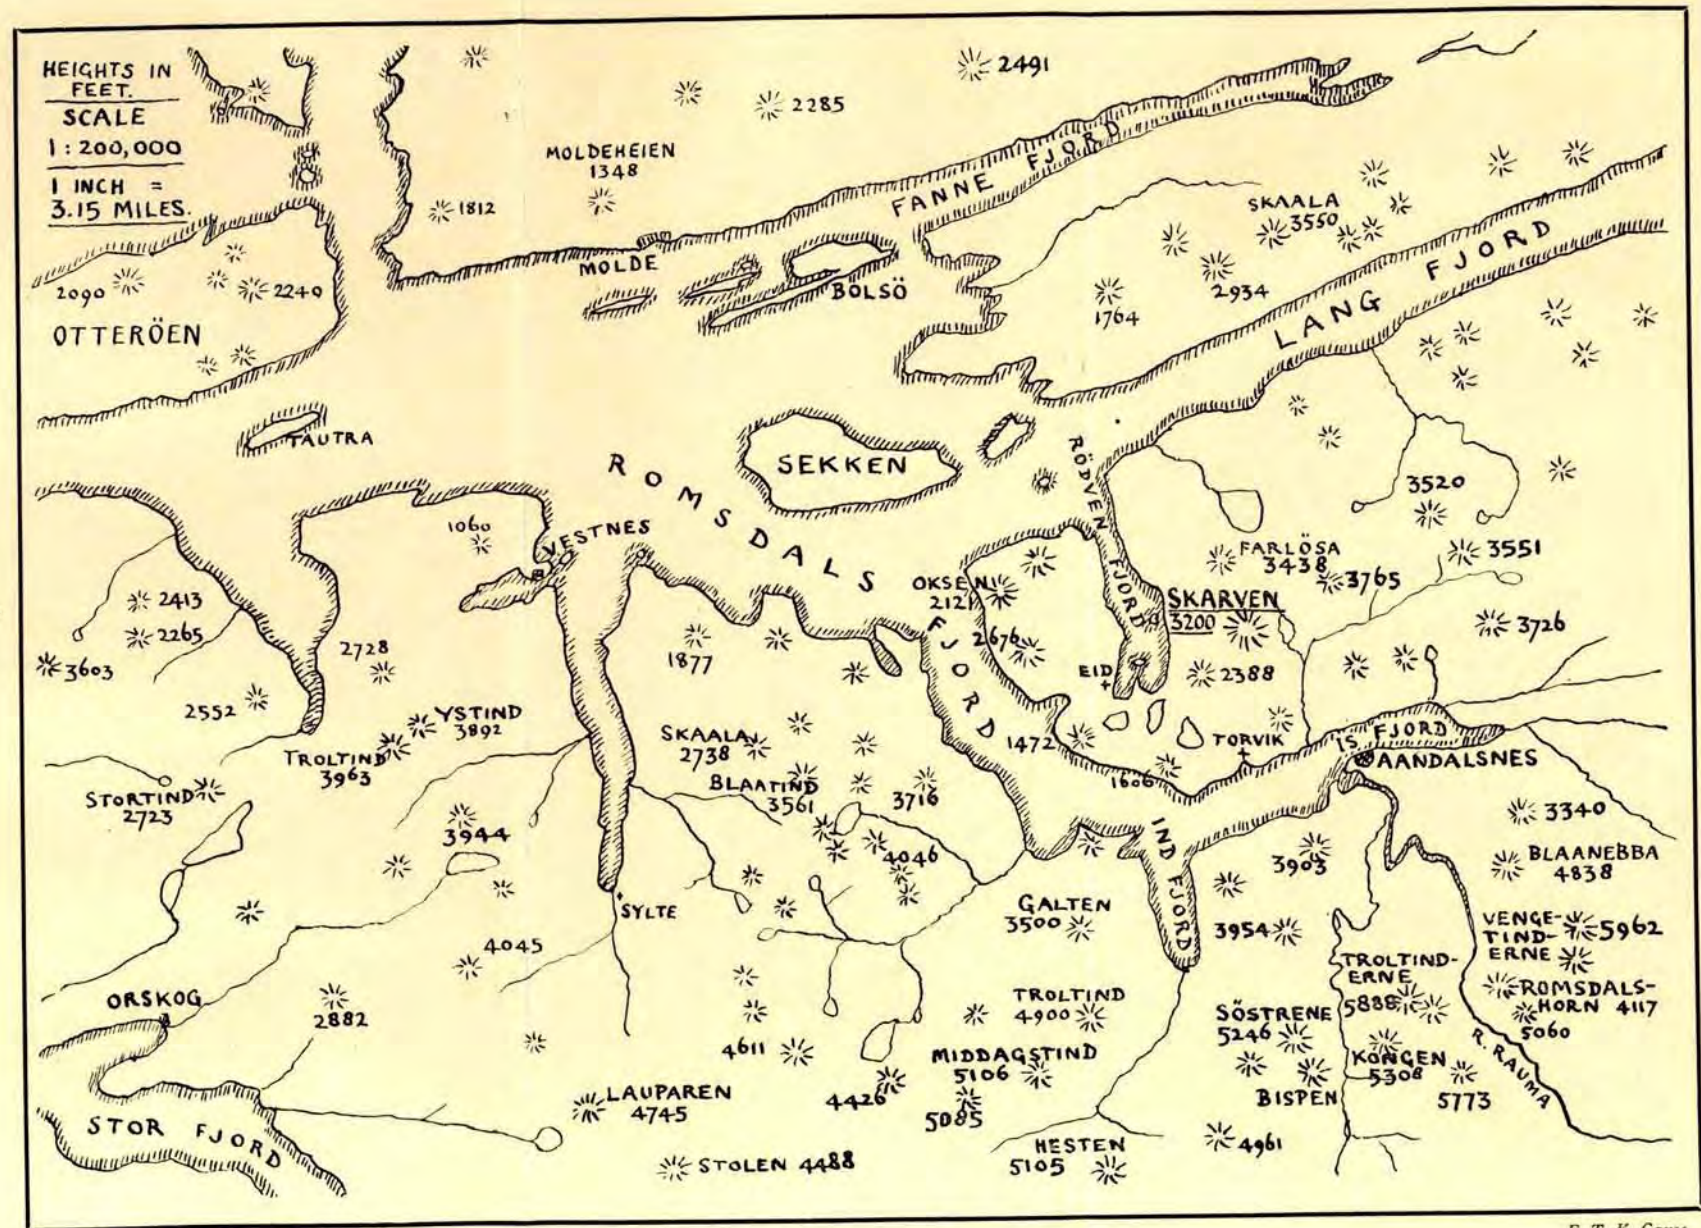 HEIGHTS IN
FEET.
SCALE
1 : 200,000
1 INCH =
3.15 MILES.
2491
2285
MOLDEHEIEN
1348
1812
FANNE FJORD
SKAALA
3550
2934
1764
LANG FJORD
2090
2240
OTTERÖEN
MOLDE
BOLSÖ
TAUTRA
SEKKEN
ROMSDALS FJORD
RÖDVEN FJORD
1060
VESTNES
3520
FARLÖSA
3438
3551
3765
OKSEN
2121
SKARVEN
3200
3726
2413
2265
3603
2728
1877
2676
EID
2388
2552
YSTIND
3892
TROLTIND
3963
SKAALA
2738
1472
TORVIK
IS FJORD
AANDALSNES
STORTIND
2723
BLAATIND
3561
3716
1606
3340
3944
4046
IND FJORD
3903
BLAANEBBA
4838
SYLTE
GALTEN
3500
3954
VENGE-
TIND-
ERNE
5962
4045
TROLTIND-
ERNE
5888
ROMSDALS-
HORN 4117
5060
ORSKOG
2882
TROLTIND
4900
SÖSTRENE
5246
4611
MIDDAGSTIND
5106
KONGEN
5308
R. RAUMA
LAUPAREN
4745
4426
5085
BISPEN
5773
STOR FJORD
STOLEN 4488
HESTEN
5105
4961